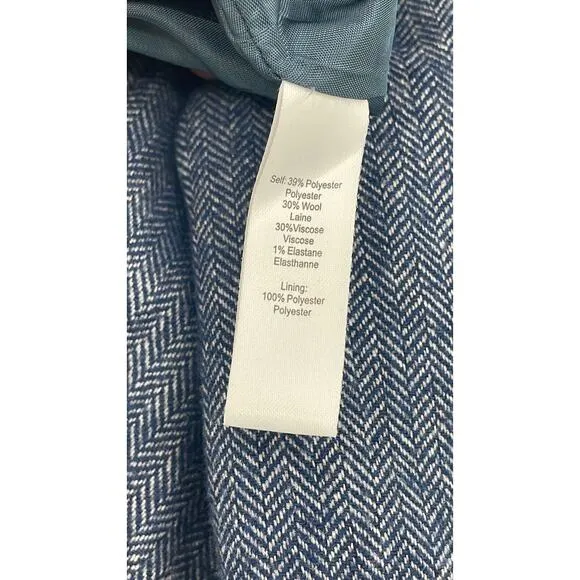 Self: 39% Polyester
Polyester
30% Wool
Laine
30%Viscose
Viscose
1% Elastane
Elasthanne
Lining:
100% Polyester
Polyester